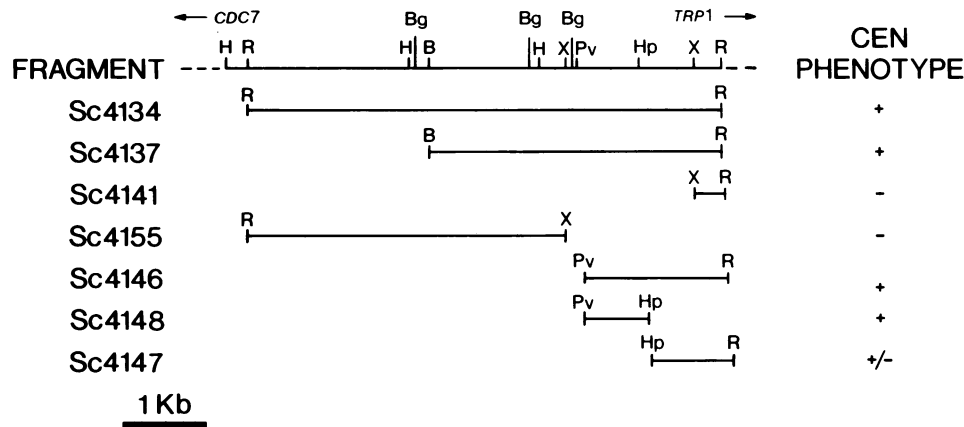 ← CDC7 Bg Bg Bg TRP1 →
H R H B H X Pv Hp X R
FRAGMENT CEN PHENOTYPE
R R
Sc4134 +
B R
Sc4137 +
X R
Sc4141 -
R X
Sc4155 -
Pv R
Sc4146 +
Pv Hp
Sc4148 +
Hp R
Sc4147 +/-
1 Kb